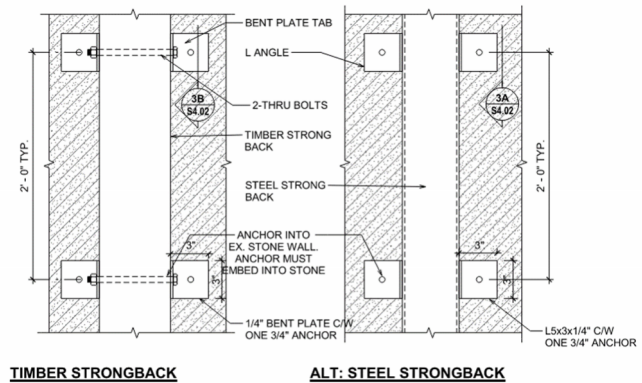 BENT PLATE TAB
L ANGLE
3B
S4.02
3A
S4.02
2-THRU BOLTS
TIMBER STRONG
BACK
2' - 0" TYP.
2' - 0" TYP.
STEEL STRONG
BACK
ANCHOR INTO
EX. STONE WALL.
ANCHOR MUST
EMBED INTO STONE
3"
3"
3"
3"
1/4" BENT PLATE C/W
ONE 3/4" ANCHOR
L5x3x1/4" C/W
ONE 3/4" ANCHOR
TIMBER STRONGBACK
ALT: STEEL STRONGBACK